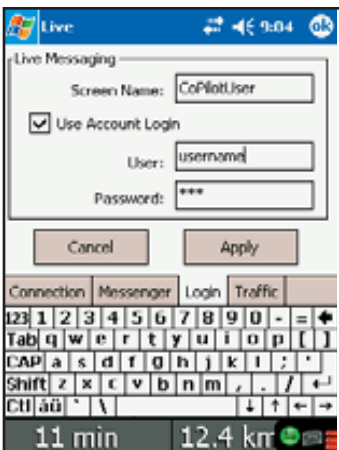 Live 9:04 ok
Live Messaging
Screen Name: CoPilotUser
Use Account Login
User: username
Password: ***
Cancel Apply
Connection Messenger Login Traffic
123 1 2 3 4 5 6 7 8 9 0 - =
Tab q w e r t y u i o p [ ]
CAP a s d f g h j k l ; '
Shift z x c v b n m , . /
Ctl áü ` \
11 min 12.4 km